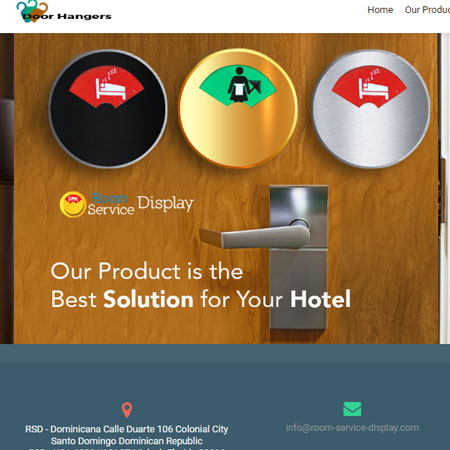 Door Hangers
Home Our Produc
Room
Service Display
Our Product is the
Best Solution for Your Hotel
RSD - Dominicana Calle Duarte 106 Colonial City
Santo Domingo Dominican Republic
info@room-service-display.com